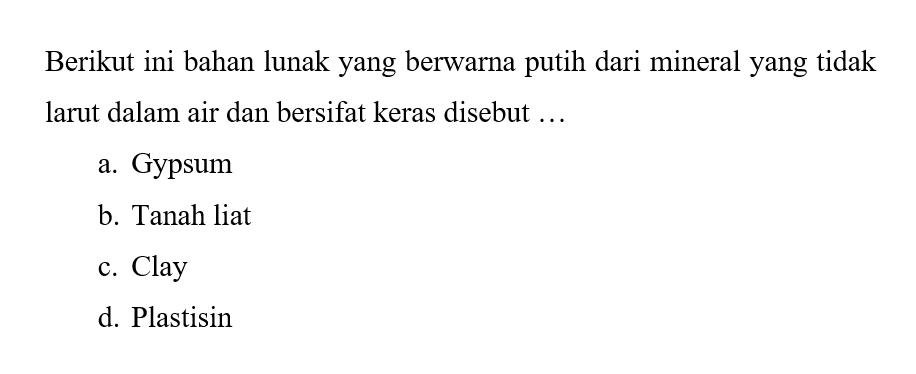 Berikut ini bahan lunak yang berwarna putih dari mineral yang tidak
larut dalam air dan bersifat keras disebut …
a. Gypsum
b. Tanah liat
c. Clay
d. Plastisin